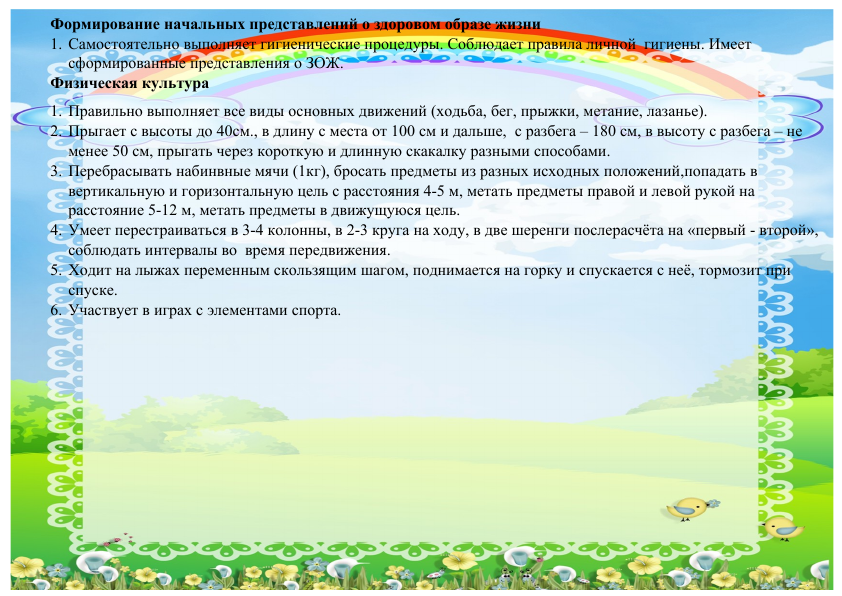 Формирование начальных представлений о здоровом образе жизни
1. Самостоятельно выполняет гигиенические процедуры. Соблюдает правила личной  гигиены. Имеет
сформированные представления о ЗОЖ.
Физическая культура
1. Правильно выполняет все виды основных движений (ходьба, бег, прыжки, метание, лазанье).
2. Прыгает с высоты до 40см., в длину с места от 100 см и дальше,  с разбега – 180 см, в высоту с разбега – не
менее 50 см, прыгать через короткую и длинную скакалку разными способами.
3. Перебрасывать набинвные мячи (1кг), бросать предметы из разных исходных положений,попадать в
вертикальную и горизонтальную цель с расстояния 4-5 м, метать предметы правой и левой рукой на
расстояние 5-12 м, метать предметы в движущуюся цель.
4. Умеет перестраиваться в 3-4 колонны, в 2-3 круга на ходу, в две шеренги послерасчёта на «первый - второй»,
соблюдать интервалы во  время передвижения.
5. Ходит на лыжах переменным скользящим шагом, поднимается на горку и спускается с неё, тормозит при
спуске.
6. Участвует в играх с элементами спорта.